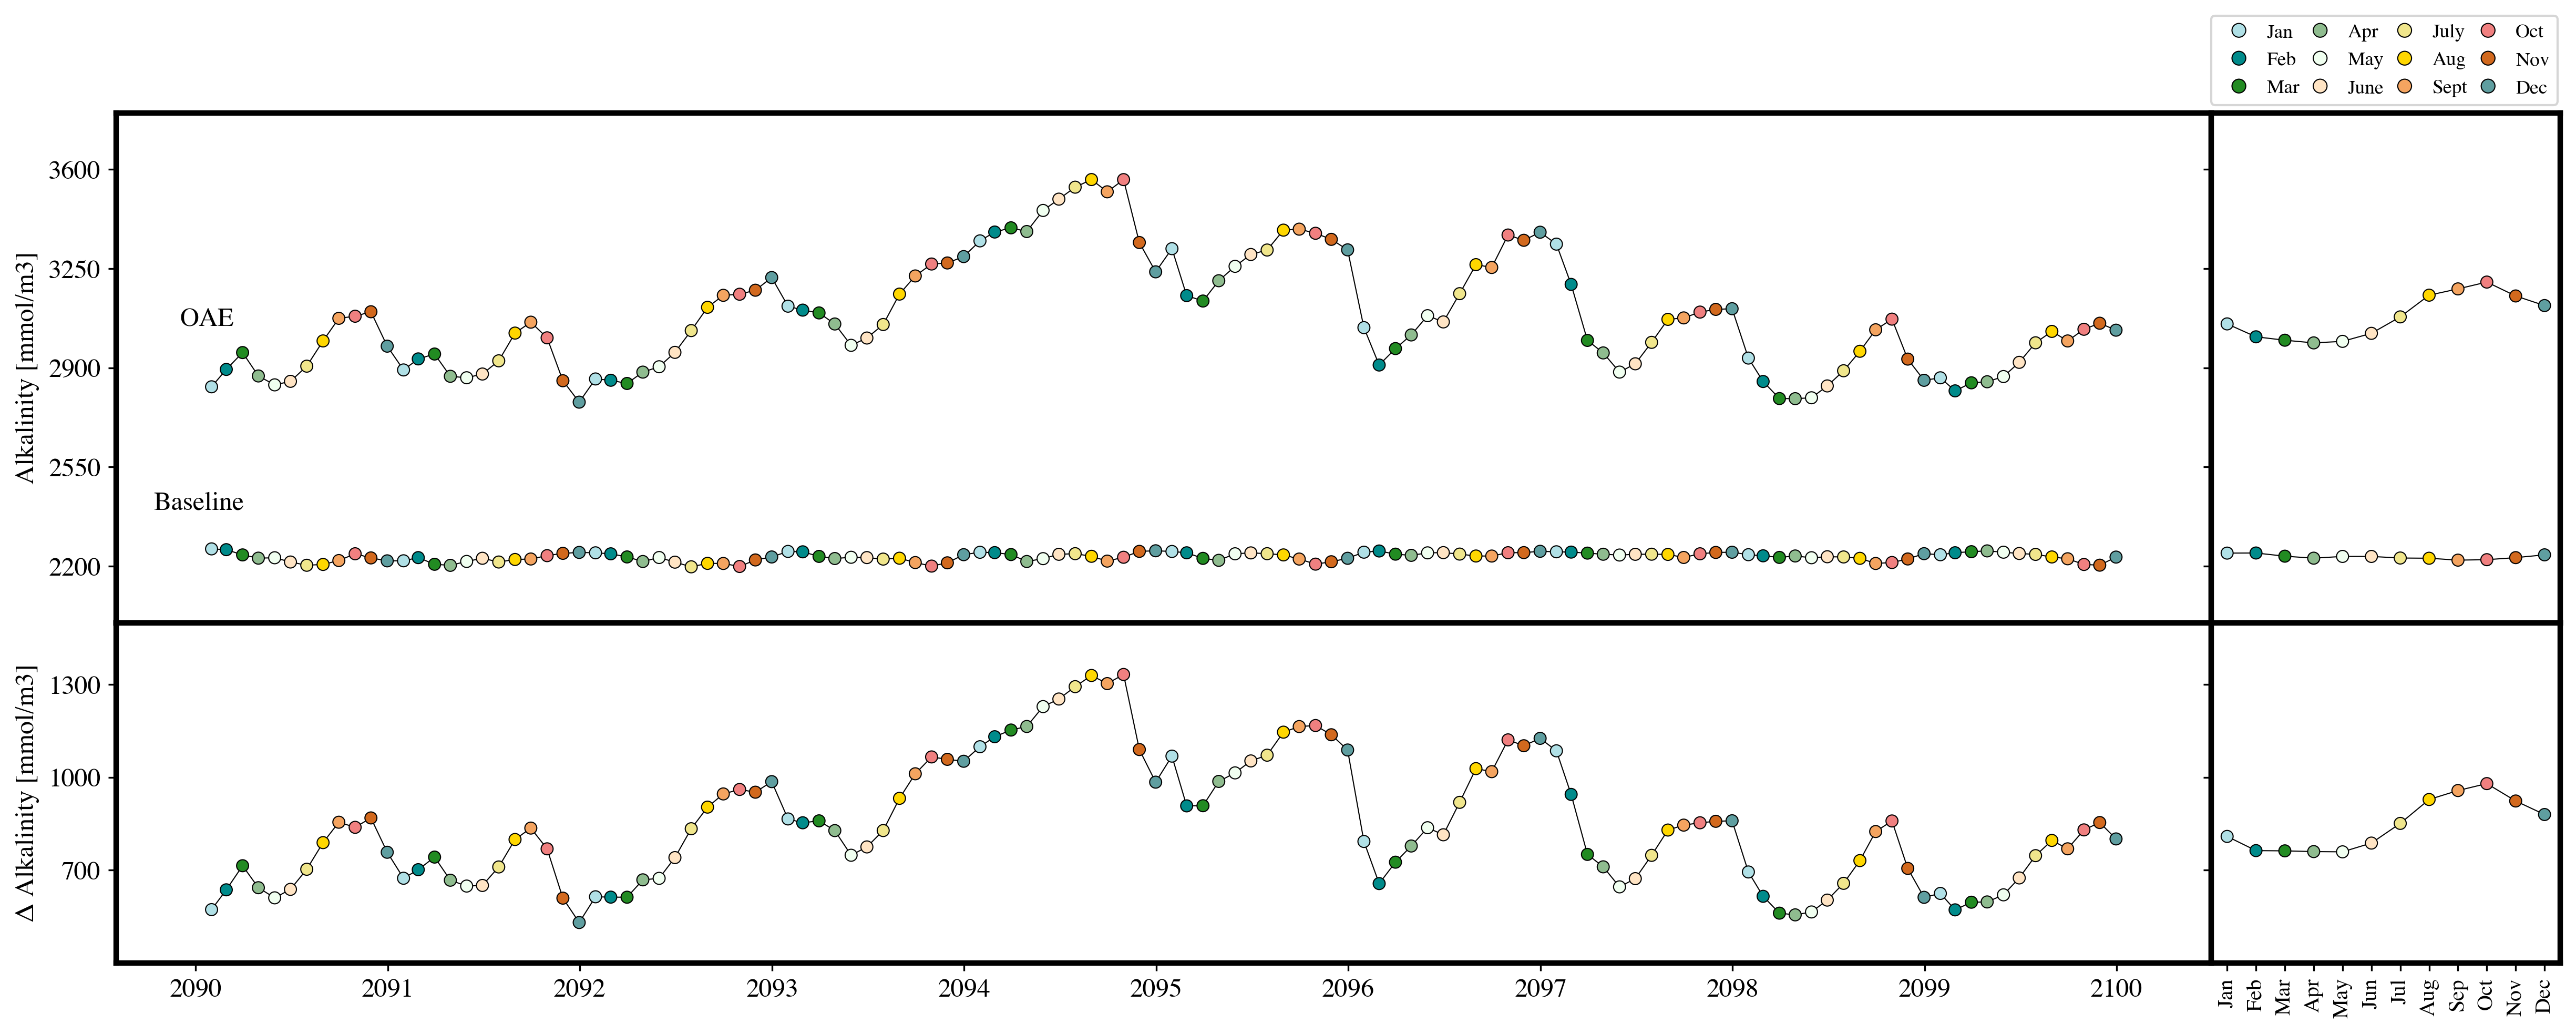 Jan Apr July Oct
Feb May Aug Nov
Mar June Sept Dec
3600
3250
2900
2550
2200
Alkalinity [mmol/m3]
OAE
Baseline
1300
1000
700
Δ Alkalinity [mmol/m3]
2090 2091 2092 2093 2094 2095 2096 2097 2098 2099 2100
Jan Feb Mar Apr May Jun Jul Aug Sep Oct Nov Dec